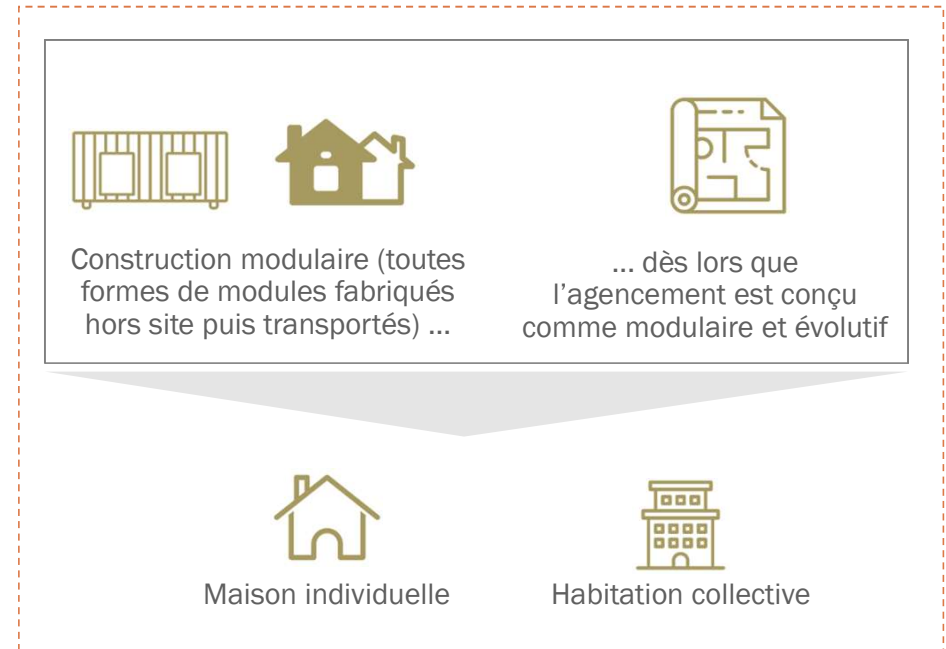 Construction modulaire (toutes
formes de modules fabriqués
hors site puis transportés) ...
... dès lors que
l’agencement est conçu
comme modulaire et évolutif
Maison individuelle
Habitation collective